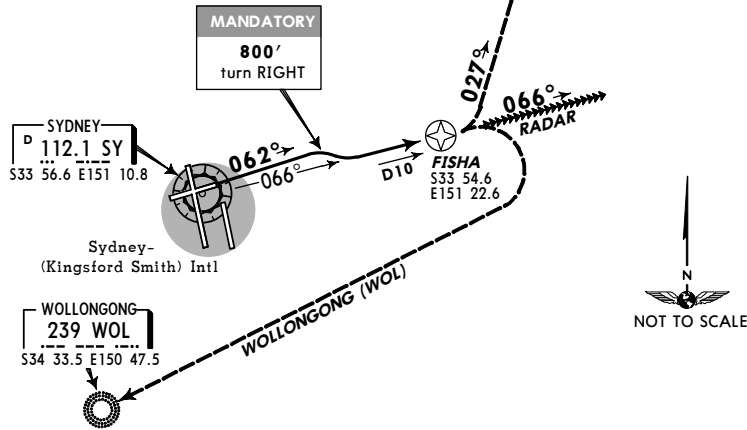 MANDATORY
800′
turn RIGHT
027°
066°
RADAR
SYDNEY
D 112.1 SY
S33 56.6 E151 10.8
062°
066°
D10
FISHA
S33 54.6
E151 22.6
Sydney-
(Kingsford Smith) Intl
WOLLONGONG (WOL)
WOLLONGONG
239 WOL
S34 33.5 E150 47.5
N
NOT TO SCALE